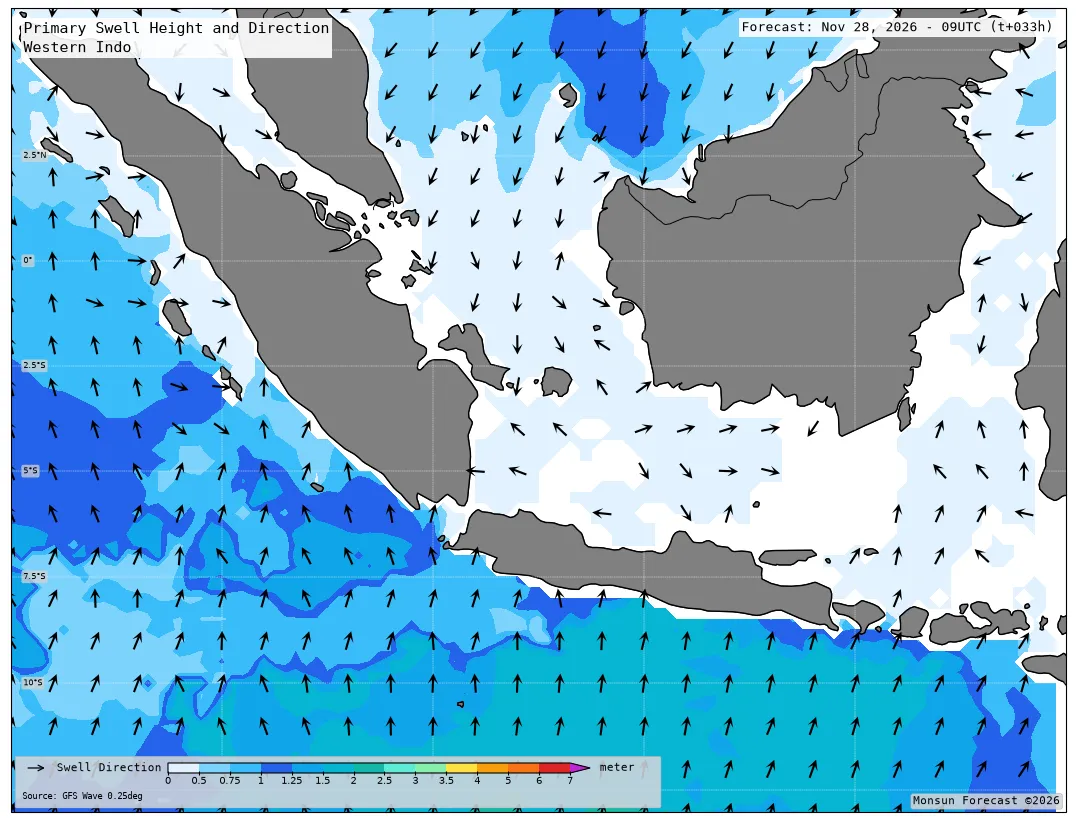 Primary Swell Height and Direction
Western Indo
Forecast: Nov 28, 2026 - 09UTC (t+033h)
2.5°N
0°
2.5°S
5°S
7.5°S
10°S
Swell Direction
0 0.5 0.75 1 1.25 1.5 2 2.5 3 3.5 4 5 6 7
meter
Source: GFS Wave 0.25deg
Monsun Forecast ©2026